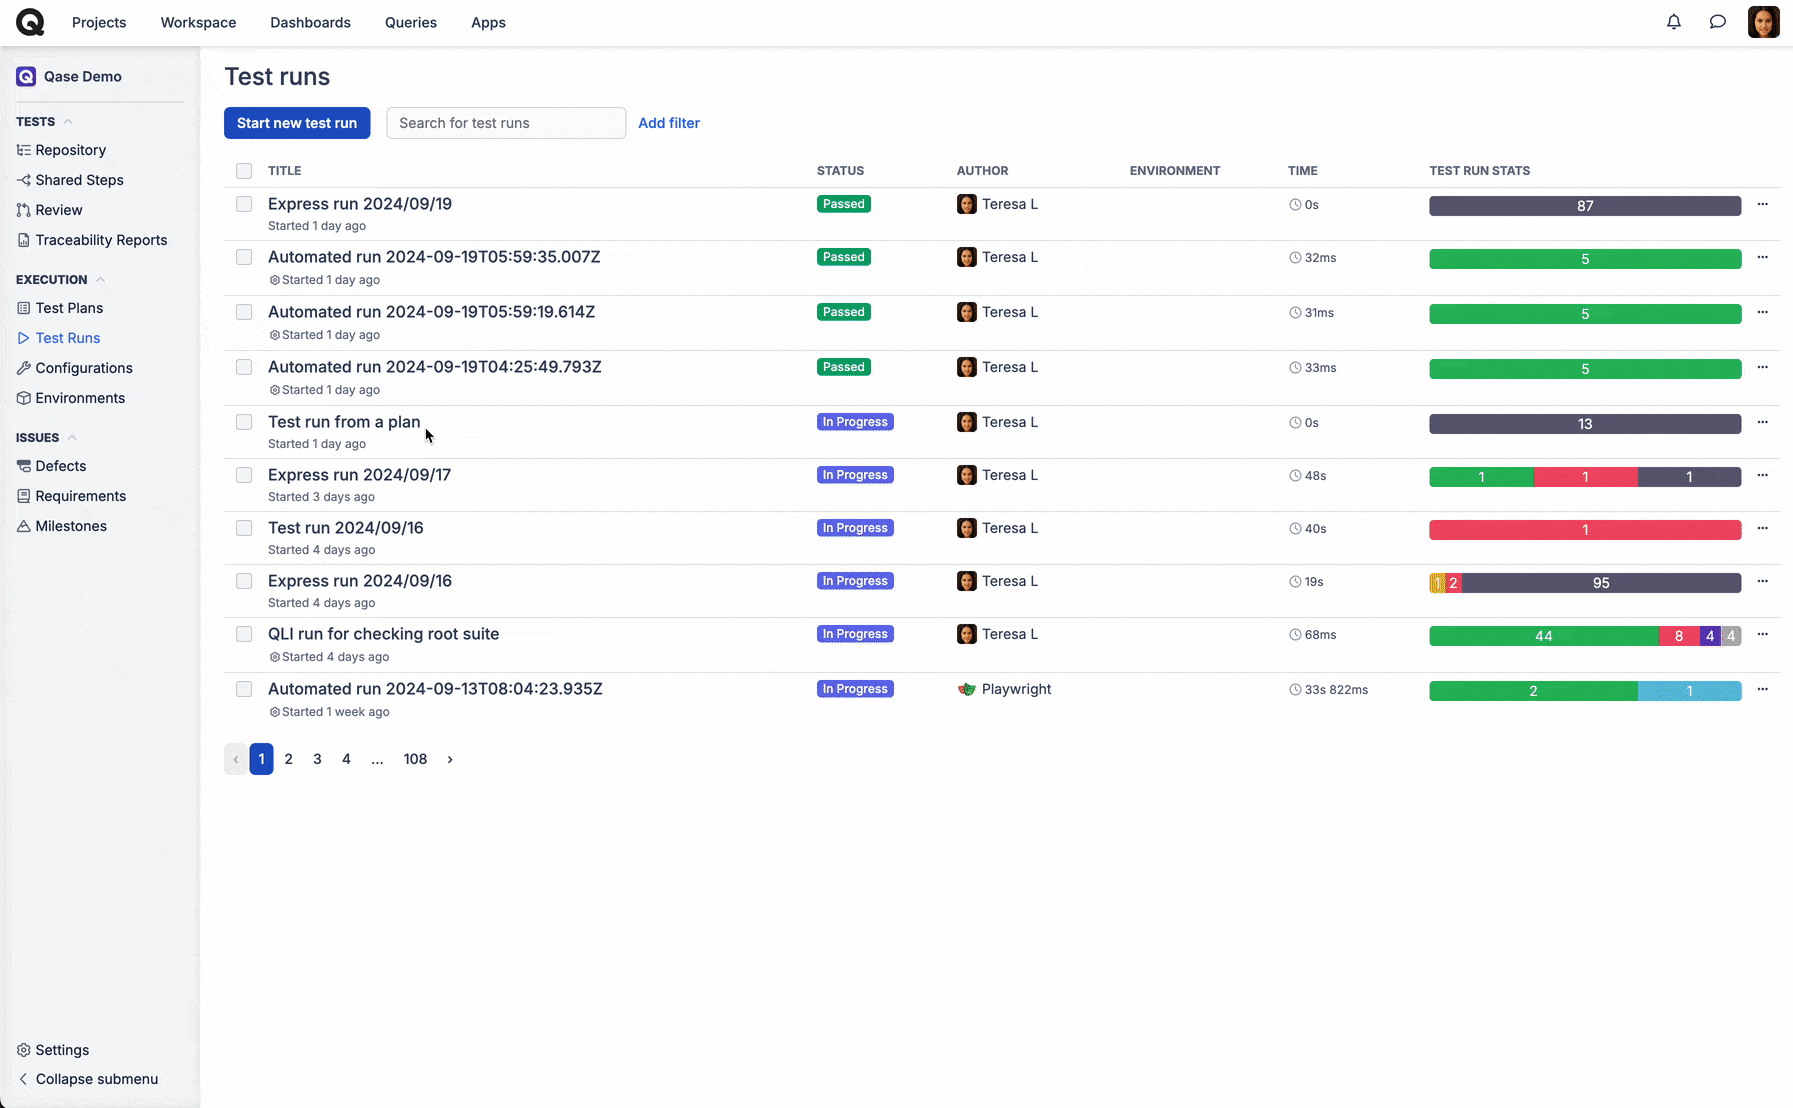 Projects Workspace Dashboards Queries Apps
Qase Demo
TESTS
Repository
Shared Steps
Review
Traceability Reports
EXECUTION
Test Plans
Test Runs
Configurations
Environments
ISSUES
Defects
Requirements
Milestones
Settings
Collapse submenu
Test runs
Start new test run Search for test runs Add filter
TITLE STATUS AUTHOR ENVIRONMENT TIME TEST RUN STATS
Express run 2024/09/19 Passed Teresa L 0s 87
Started 1 day ago
Automated run 2024-09-19T05:59:35.007Z Passed Teresa L 32ms 5
Started 1 day ago
Automated run 2024-09-19T05:59:19.614Z Passed Teresa L 31ms 5
Started 1 day ago
Automated run 2024-09-19T04:25:49.793Z Passed Teresa L 33ms 5
Started 1 day ago
Test run from a plan In Progress Teresa L 0s 13
Started 1 day ago
Express run 2024/09/17 In Progress Teresa L 48s 1 1 1
Started 3 days ago
Test run 2024/09/16 In Progress Teresa L 40s 1
Started 4 days ago
Express run 2024/09/16 In Progress Teresa L 19s 1 2 95
Started 4 days ago
QLI run for checking root suite In Progress Teresa L 68ms 44 8 4 4
Started 4 days ago
Automated run 2024-09-13T08:04:23.935Z In Progress Playwright 33s 822ms 2 1
Started 1 week ago
‹ 1 2 3 4 ... 108 ›